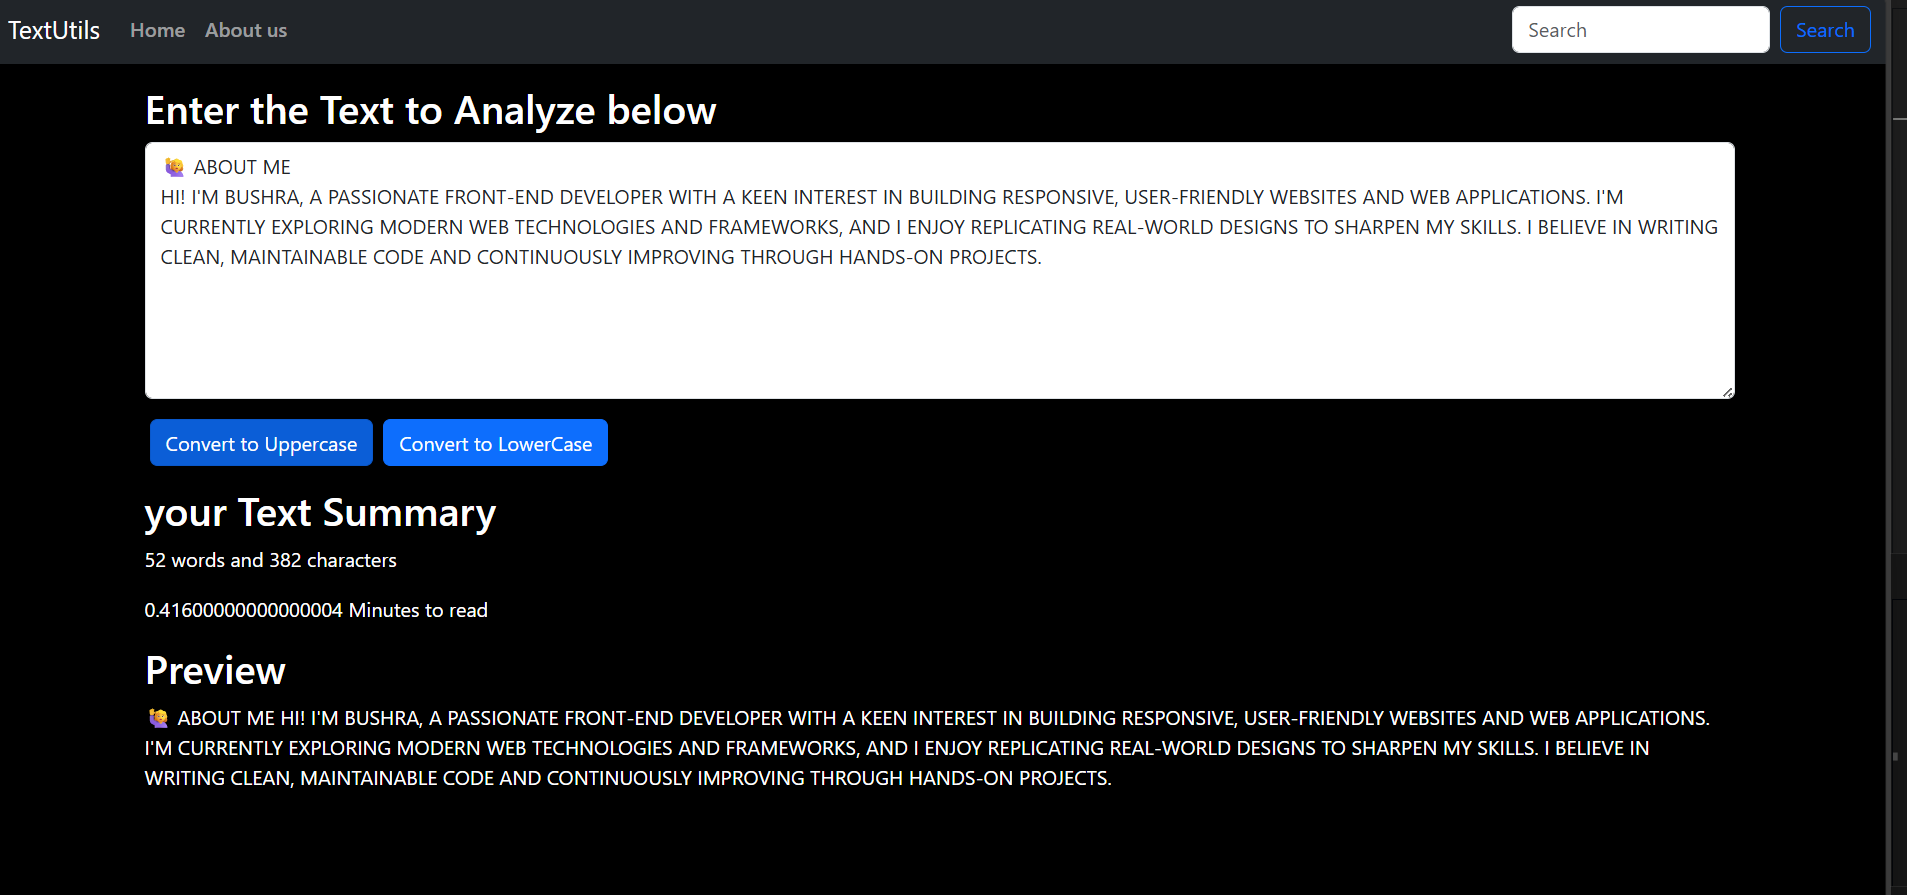 TextUtils Home About us Search Search
Enter the Text to Analyze below
🙋 ABOUT ME
HI! I'M BUSHRA, A PASSIONATE FRONT-END DEVELOPER WITH A KEEN INTEREST IN BUILDING RESPONSIVE, USER-FRIENDLY WEBSITES AND WEB APPLICATIONS. I'M
CURRENTLY EXPLORING MODERN WEB TECHNOLOGIES AND FRAMEWORKS, AND I ENJOY REPLICATING REAL-WORLD DESIGNS TO SHARPEN MY SKILLS. I BELIEVE IN WRITING
CLEAN, MAINTAINABLE CODE AND CONTINUOUSLY IMPROVING THROUGH HANDS-ON PROJECTS.
Convert to Uppercase Convert to LowerCase
your Text Summary
52 words and 382 characters
0.41600000000000004 Minutes to read
Preview
🙋 ABOUT ME HI! I'M BUSHRA, A PASSIONATE FRONT-END DEVELOPER WITH A KEEN INTEREST IN BUILDING RESPONSIVE, USER-FRIENDLY WEBSITES AND WEB APPLICATIONS.
I'M CURRENTLY EXPLORING MODERN WEB TECHNOLOGIES AND FRAMEWORKS, AND I ENJOY REPLICATING REAL-WORLD DESIGNS TO SHARPEN MY SKILLS. I BELIEVE IN
WRITING CLEAN, MAINTAINABLE CODE AND CONTINUOUSLY IMPROVING THROUGH HANDS-ON PROJECTS.